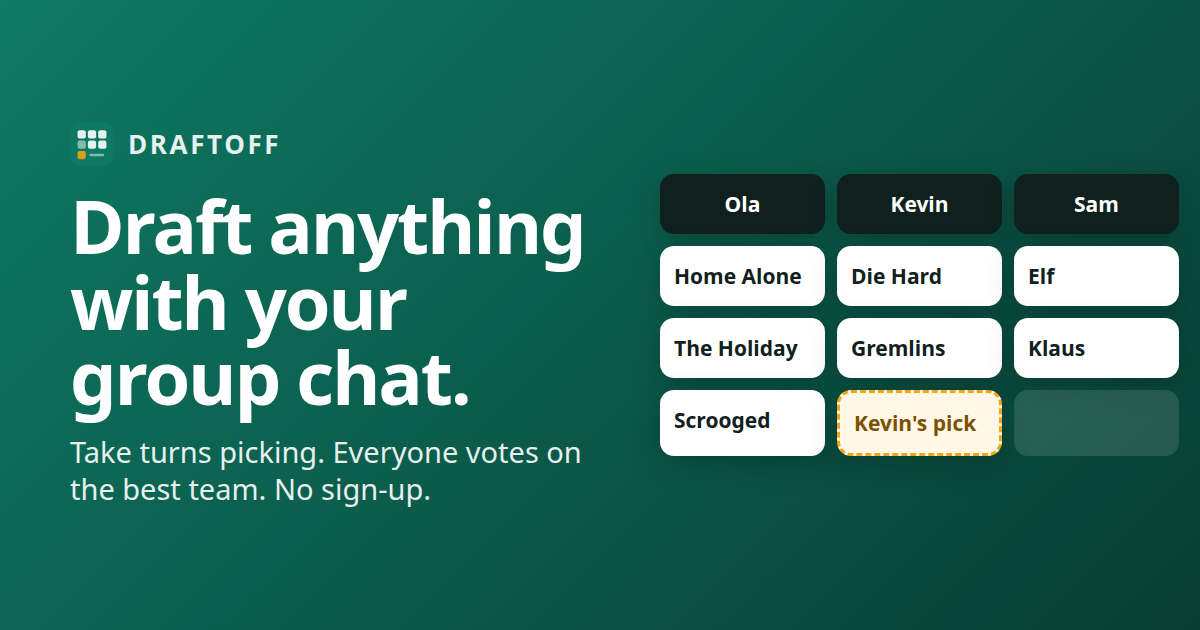 DRAFTOFF
Draft anything
with your
group chat.
Take turns picking. Everyone votes on
the best team. No sign-up.
Ola Kevin Sam
Home Alone Die Hard Elf
The Holiday Gremlins Klaus
Scrooged Kevin's pick